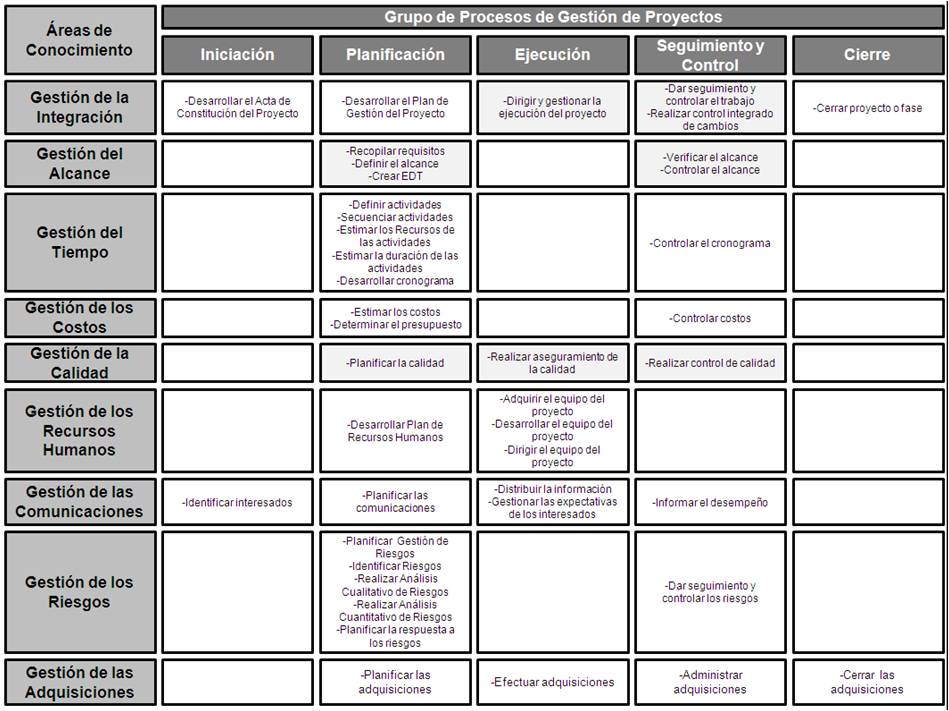 Áreas de
Conocimiento
Grupo de Procesos de Gestión de Proyectos
Iniciación
Planificación
Ejecución
Seguimiento y
Control
Cierre
Gestión de la
Integración
-Desarrollar el Acta de
Constitución del Proyecto
-Desarrollar el Plan de
Gestión del Proyecto
-Dirigir y gestionar la
ejecución del proyecto
-Dar seguimiento y
controlar el trabajo
-Realizar control integrado
de cambios
-Cerrar proyecto o fase
Gestión del
Alcance
-Recopilar requisitos
-Definir el alcance
-Crear EDT
-Verificar el alcance
-Controlar el alcance
Gestión del
Tiempo
-Definir actividades
-Secuenciar actividades
-Estimar los Recursos de
las actividades
-Estimar la duración de las
actividades
-Desarrollar cronograma
-Controlar el cronograma
Gestión de los
Costos
-Estimar los costos
-Determinar el presupuesto
-Controlar costos
Gestión de la
Calidad
-Planificar la calidad
-Realizar aseguramiento de
la calidad
-Realizar control de calidad
Gestión de los
Recursos
Humanos
-Desarrollar Plan de
Recursos Humanos
-Adquirir el equipo del
proyecto
-Desarrollar el equipo del
proyecto
-Dirigir el equipo del
proyecto
Gestión de las
Comunicaciones
-Identificar interesados
-Planificar las
comunicaciones
-Distribuir la información
-Gestionar las expectativas
de los interesados
-Informar el desempeño
Gestión de los
Riesgos
-Planificar Gestión de
Riesgos
-Identificar Riesgos
-Realizar Análisis
Cualitativo de Riesgos
-Realizar Análisis
Cuantitativo de Riesgos
-Planificar la respuesta a
los riesgos
-Dar seguimiento y
controlar los riesgos
Gestión de las
Adquisiciones
-Planificar las
adquisiciones
-Efectuar adquisiciones
-Administrar
adquisiciones
-Cerrar las
adquisiciones